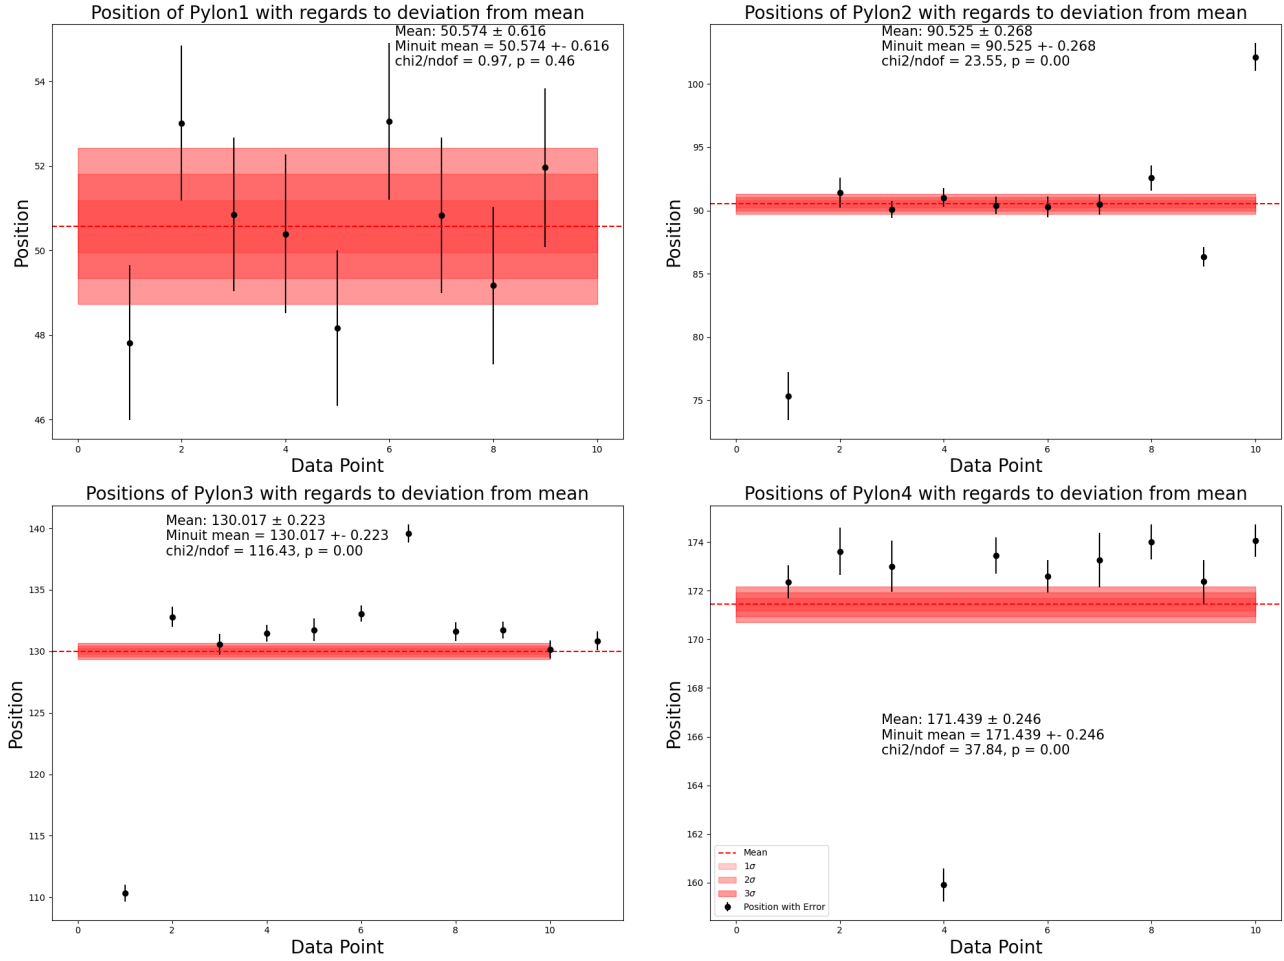 Position of Pylon1 with regards to deviation from mean
Mean: 50.574 ± 0.616
Minuit mean = 50.574 +- 0.616
chi2/ndof = 0.97, p = 0.46
54
52
50
48
46
Position
0 2 4 6 8 10
Data Point
Positions of Pylon2 with regards to deviation from mean
Mean: 90.525 ± 0.268
Minuit mean = 90.525 +- 0.268
chi2/ndof = 23.55, p = 0.00
100
95
90
85
80
75
Position
0 2 4 6 8 10
Data Point
Positions of Pylon3 with regards to deviation from mean
Mean: 130.017 ± 0.223
Minuit mean = 130.017 +- 0.223
chi2/ndof = 116.43, p = 0.00
140
135
130
125
120
115
110
Position
0 2 4 6 8 10
Data Point
Positions of Pylon4 with regards to deviation from mean
174
172
170
168
166
164
162
160
Position
Mean: 171.439 ± 0.246
Minuit mean = 171.439 +- 0.246
chi2/ndof = 37.84, p = 0.00
Mean
1σ
2σ
3σ
Position with Error
0 2 4 6 8 10
Data Point